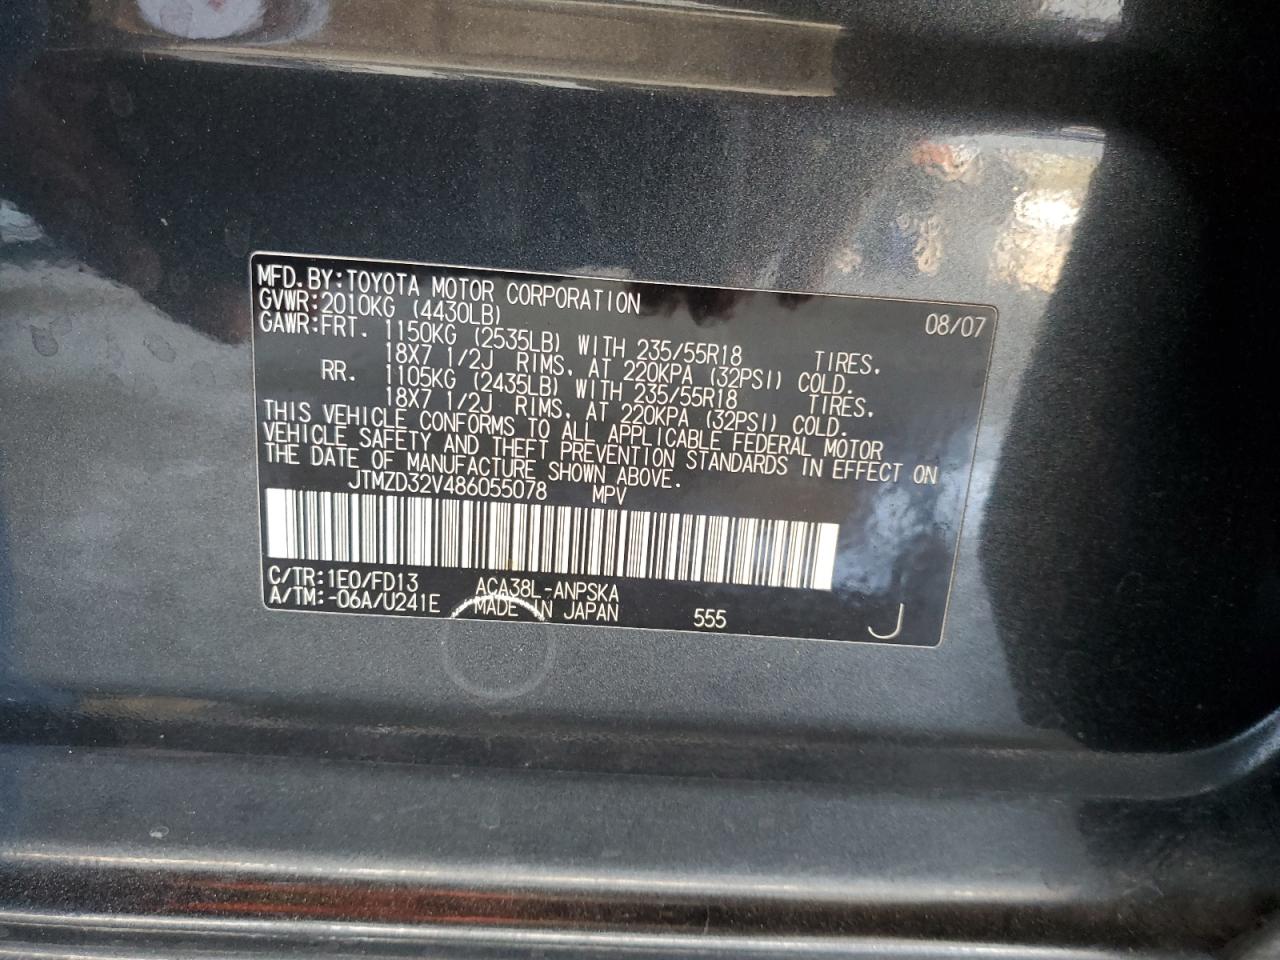 MFD.BY:TOYOTA MOTOR CORPORATION 08/07
GVWR:2010KG (4430LB)
GAWR:FRT. 1150KG (2535LB) WITH 235/55R18 TIRES.
18X7 1/2J RIMS, AT 220KPA (32PSI) COLD.
RR. 1105KG (2435LB) WITH 235/55R18 TIRES.
18X7 1/2J RIMS, AT 220KPA (32PSI) COLD.
THIS VEHICLE CONFORMS TO ALL APPLICABLE FEDERAL MOTOR
VEHICLE SAFETY AND THEFT PREVENTION STANDARDS IN EFFECT ON
THE DATE OF MANUFACTURE SHOWN ABOVE.
JTMZD32V486055078 MPV
C/TR:1E0/FD13 ACA38L-ANPSKA
A/TM:-06A/U241E MADE IN JAPAN 555 J